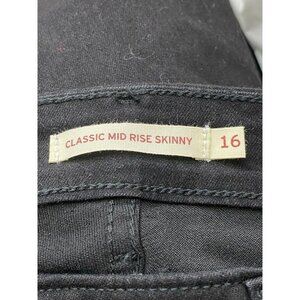 CLASSIC MID RISE SKINNY 16